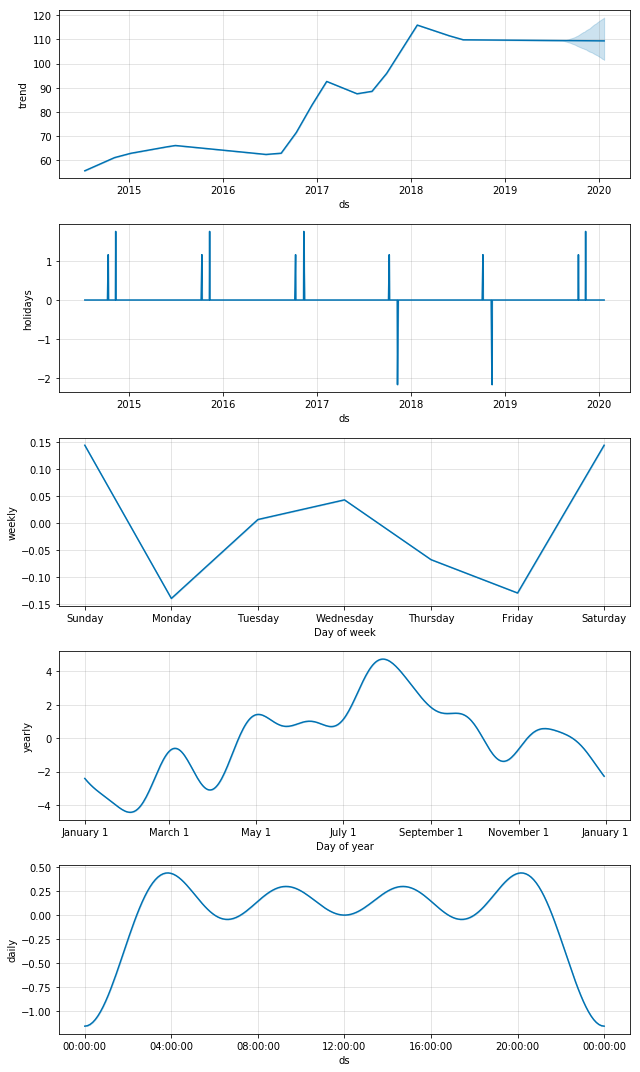 120
110
100
90
80
70
60
trend
2015 2016 2017 2018 2019 2020
ds
1
0
−1
−2
holidays
2015 2016 2017 2018 2019 2020
ds
0.15
0.10
0.05
0.00
−0.05
−0.10
−0.15
weekly
Sunday Monday Tuesday Wednesday Thursday Friday Saturday
Day of week
4
2
0
−2
−4
yearly
January 1 March 1 May 1 July 1 September 1 November 1 January 1
Day of year
0.50
0.25
0.00
−0.25
−0.50
−0.75
−1.00
daily
00:00:00 04:00:00 08:00:00 12:00:00 16:00:00 20:00:00 00:00:00
ds